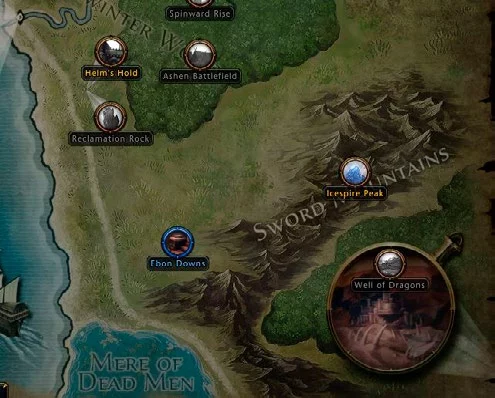 Spinward Rise
WINTER W
Helm's Hold
Ashen Battlefield
Reclamation Rock
Icespire Peak
SWORD MOUNTAINS
Ebon Downs
Well of Dragons
MERE OF
DEAD MEN